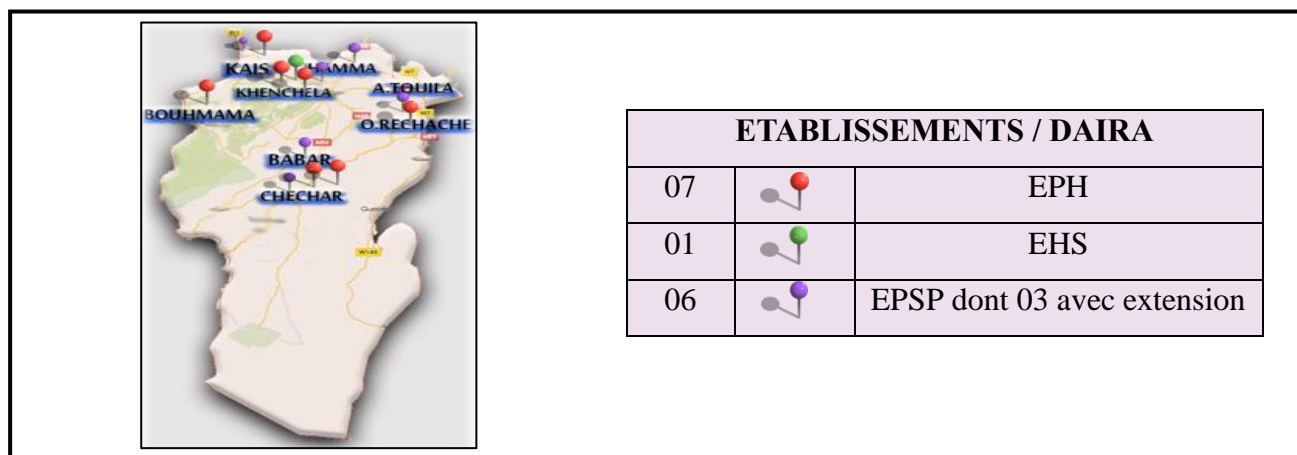 KAIS
HAMMA
KHENCHELA
A.TOUILA
BOUHMAMA
O.RECHACHE
BABAR
CHECHAR
ETABLISSEMENTS / DAIRA
07 EPH
01 EHS
06 EPSP dont 03 avec extension